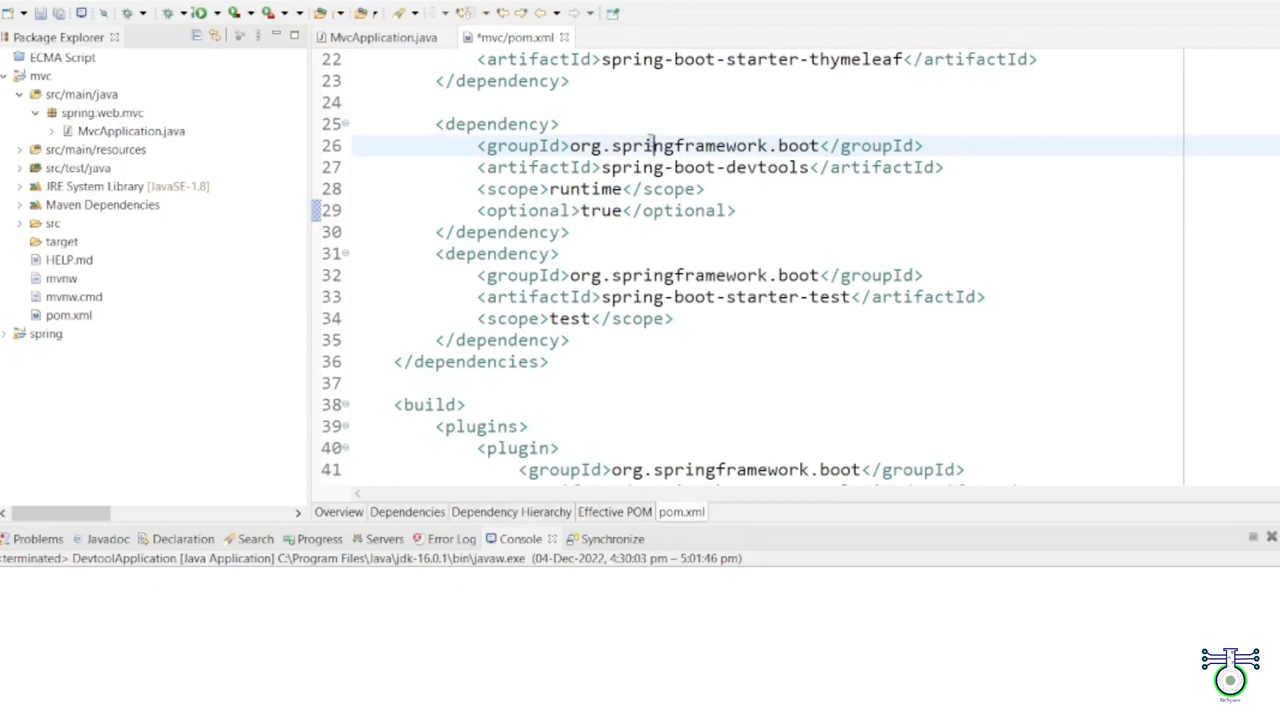 Package Explorer
MvcApplication.java
*mvc/pom.xml
ECMA Script
mvc
src/main/java
spring.web.mvc
MvcApplication.java
src/main/resources
src/test/java
JRE System Library [JavaSE-1.8]
Maven Dependencies
src
target
HELP.md
mvnw
mvnw.cmd
pom.xml
spring
22 <artifactId>spring-boot-starter-thymeleaf</artifactId>
23 </dependency>
24
25 <dependency>
26 <groupId>org.springframework.boot</groupId>
27 <artifactId>spring-boot-devtools</artifactId>
28 <scope>runtime</scope>
29 <optional>true</optional>
30 </dependency>
31 <dependency>
32 <groupId>org.springframework.boot</groupId>
33 <artifactId>spring-boot-starter-test</artifactId>
34 <scope>test</scope>
35 </dependency>
36 </dependencies>
37
38 <build>
39 <plugins>
40 <plugin>
41 <groupId>org.springframework.boot</groupId>
Overview Dependencies Dependency Hierarchy Effective POM pom.xml
Problems Javadoc Declaration Search Progress Servers Error Log Console Synchronize
terminated> DevtoolApplication [Java Application] C:\Program Files\Java\jdk-16.0.1\bin\javaw.exe (04-Dec-2022, 4:30:03 pm – 5:01:46 pm)